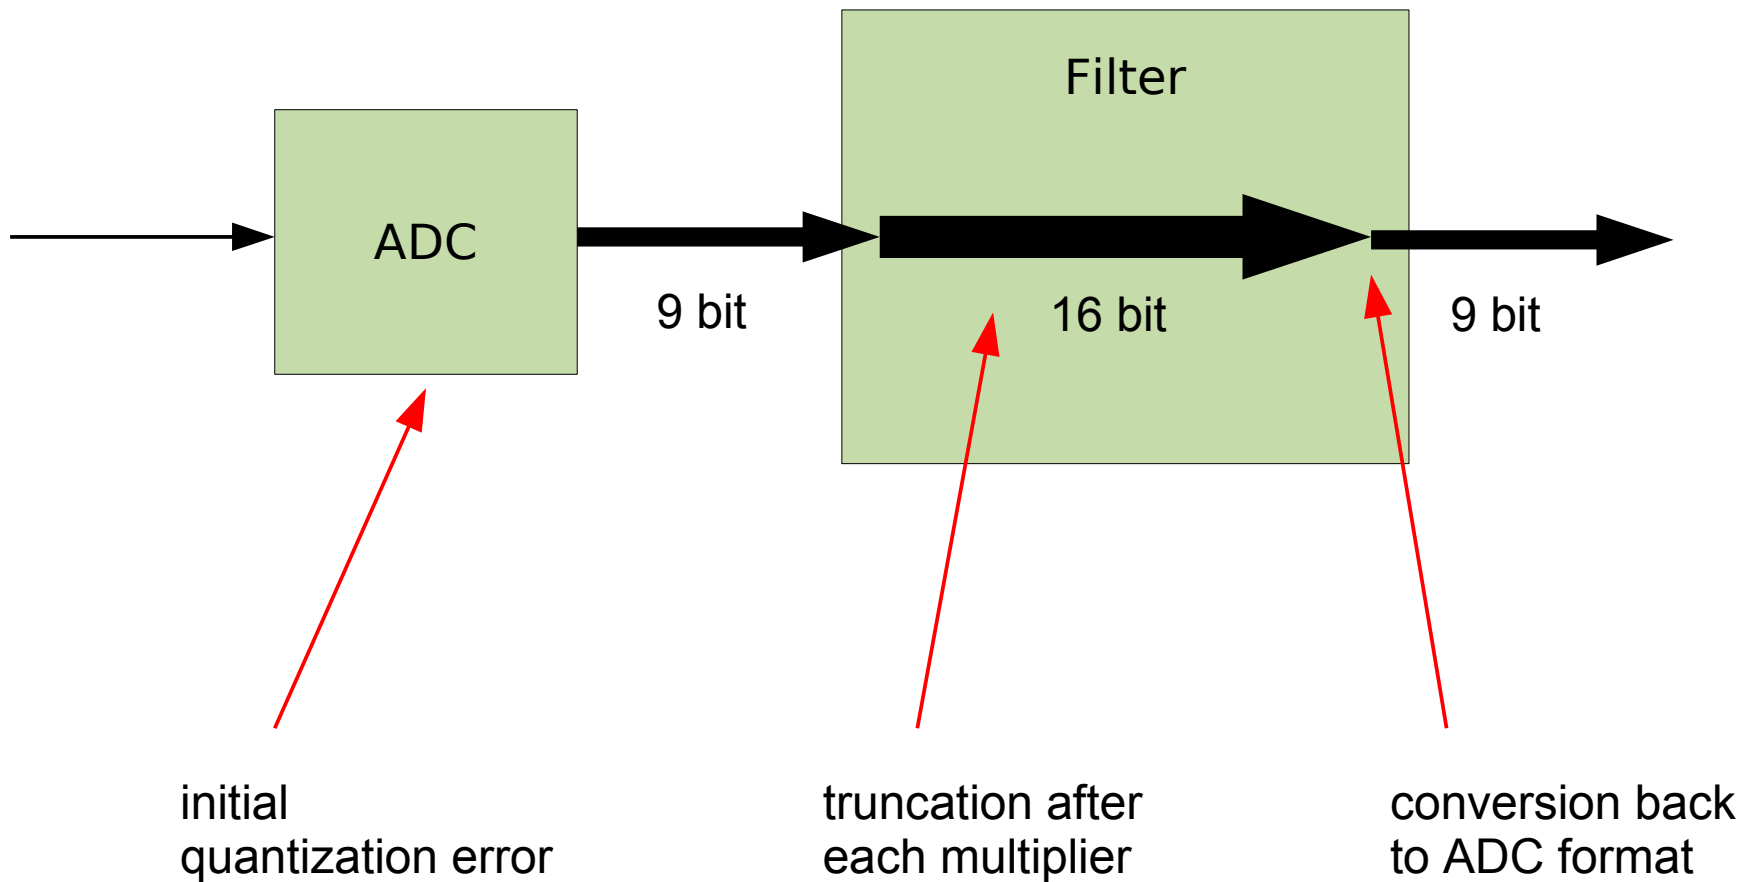 Filter
ADC
9 bit
16 bit
9 bit
initial
quantization error
truncation after
each multiplier
conversion back
to ADC format